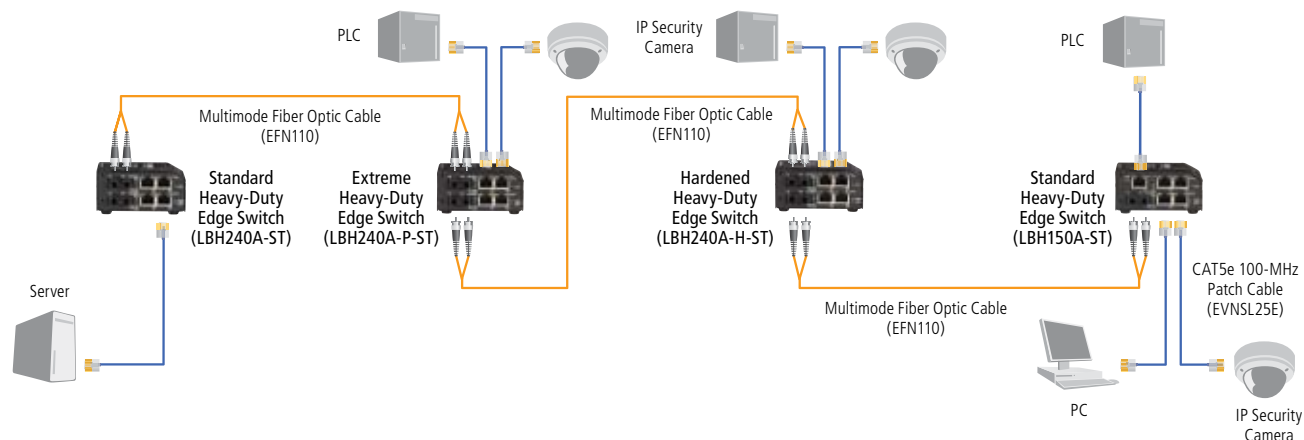 PLC
IP Security
Camera
PLC
Multimode Fiber Optic Cable
(EFN110)
Multimode Fiber Optic Cable
(EFN110)
Standard
Heavy-Duty
Edge Switch
(LBH240A-ST)
Extreme
Heavy-Duty
Edge Switch
(LBH240A-P-ST)
Hardened
Heavy-Duty
Edge Switch
(LBH240A-H-ST)
Standard
Heavy-Duty
Edge Switch
(LBH150A-ST)
Server
CAT5e 100-MHz
Patch Cable
(EVNSL25E)
Multimode Fiber Optic Cable
(EFN110)
PC
IP Security
Camera